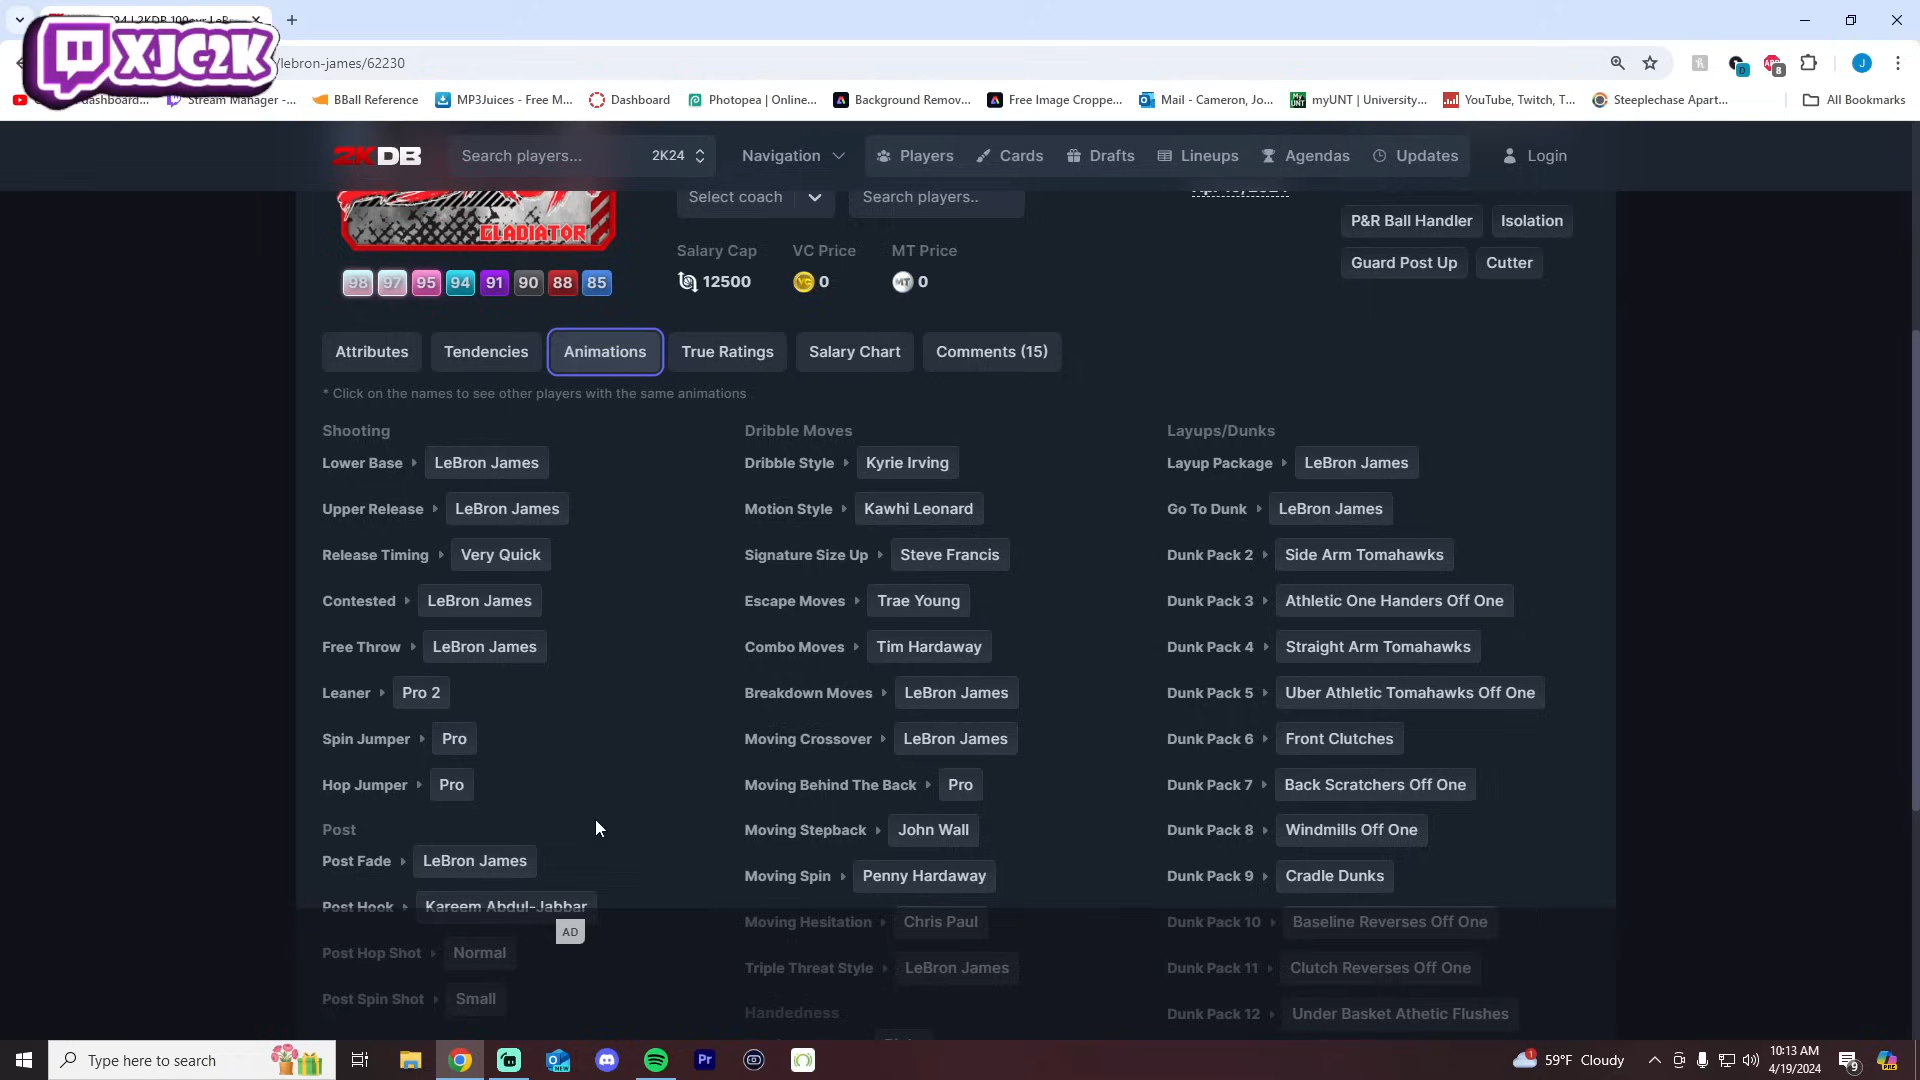 XJC2K
/lebron-james/62230
BBall Reference
MP3Juices - Free M...
Dashboard
Photopea | Online...
Background Remov...
Free Image Croppe...
Mail - Cameron, Jo...
myUNT | University...
YouTube, Twitch, T...
Steeplechase Apart...
All Bookmarks
2KDB
Search players...
2K24
Navigation
Players
Cards
Drafts
Lineups
Agendas
Updates
Login
GLADIATOR
Select coach
Search players..
P&R Ball Handler
Isolation
Guard Post Up
Cutter
Salary Cap
VC Price
MT Price
12500
0
0
98 97 95 94 91 90 88 85
Attributes
Tendencies
Animations
True Ratings
Salary Chart
Comments (15)
* Click on the names to see other players with the same animations
Shooting
Lower Base LeBron James
Upper Release LeBron James
Release Timing Very Quick
Contested LeBron James
Free Throw LeBron James
Leaner Pro 2
Spin Jumper Pro
Hop Jumper Pro
Post
Post Fade LeBron James
Post Hook Kareem Abdul-Jabbar
AD
Post Hop Shot Normal
Post Spin Shot Small
Dribble Moves
Dribble Style Kyrie Irving
Motion Style Kawhi Leonard
Signature Size Up Steve Francis
Escape Moves Trae Young
Combo Moves Tim Hardaway
Breakdown Moves LeBron James
Moving Crossover LeBron James
Moving Behind The Back Pro
Moving Stepback John Wall
Moving Spin Penny Hardaway
Moving Hesitation Chris Paul
Triple Threat Style LeBron James
Handedness
Layups/Dunks
Layup Package LeBron James
Go To Dunk LeBron James
Dunk Pack 2 Side Arm Tomahawks
Dunk Pack 3 Athletic One Handers Off One
Dunk Pack 4 Straight Arm Tomahawks
Dunk Pack 5 Uber Athletic Tomahawks Off One
Dunk Pack 6 Front Clutches
Dunk Pack 7 Back Scratchers Off One
Dunk Pack 8 Windmills Off One
Dunk Pack 9 Cradle Dunks
Dunk Pack 10 Baseline Reverses Off One
Dunk Pack 11 Clutch Reverses Off One
Dunk Pack 12 Under Basket Athetic Flushes
Type here to search
59°F Cloudy
10:13 AM
4/19/2024